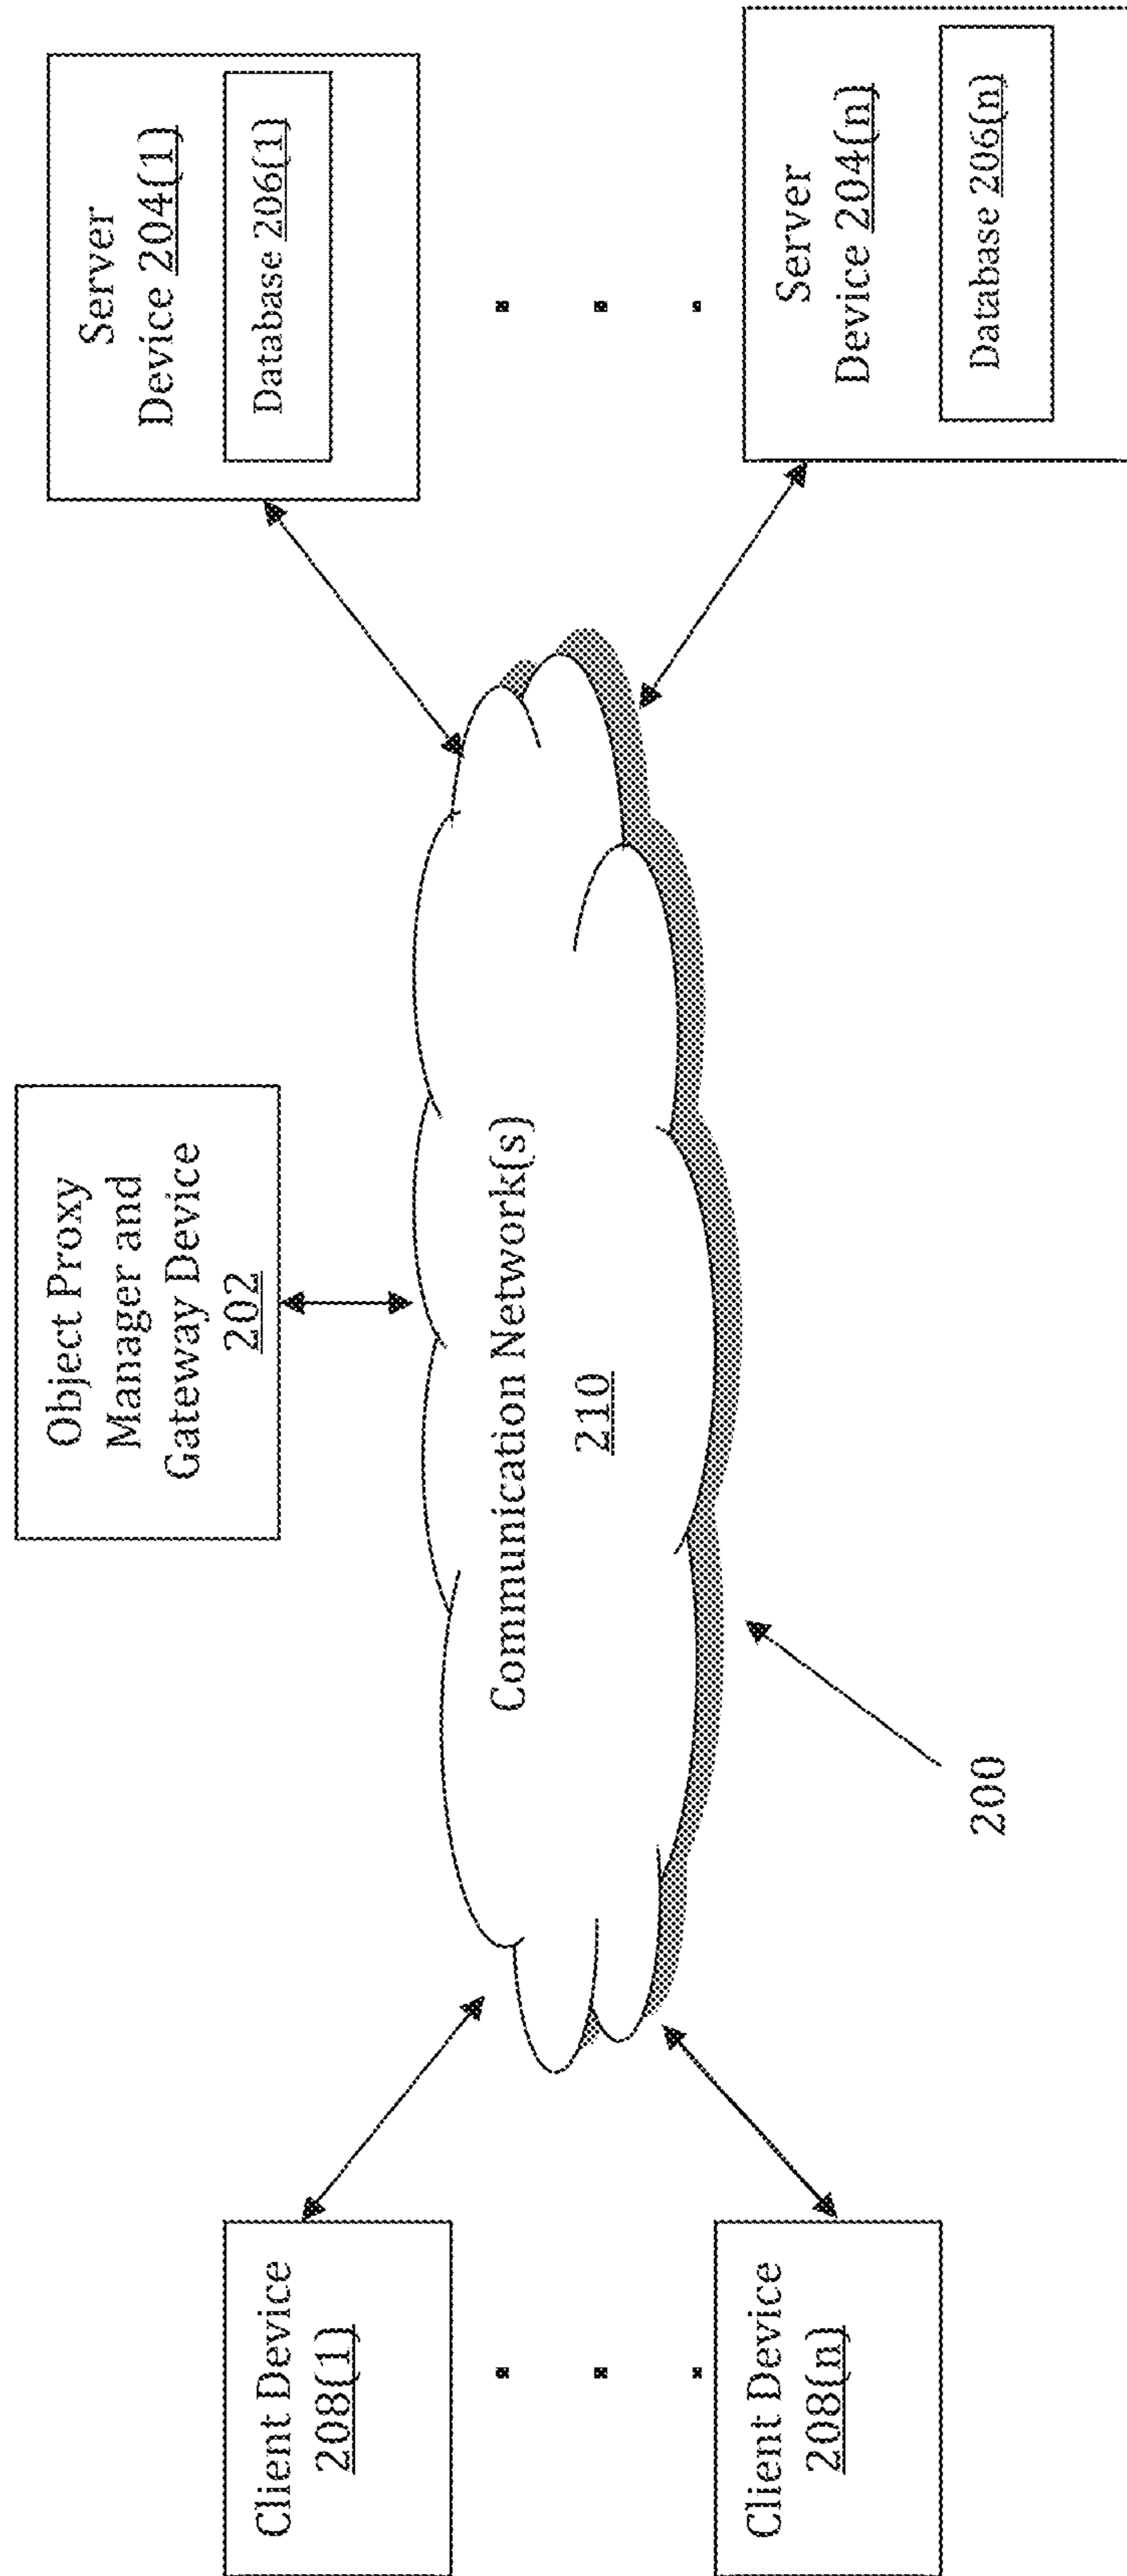 Object Proxy
Manager and
Gateway Device
202
Client Device
208(1)
Client Device
208(n)
Communication Network(s)
210
200
Server
Device 204(1)
Database 206(1)
Server
Device 204(n)
Database 206(n)